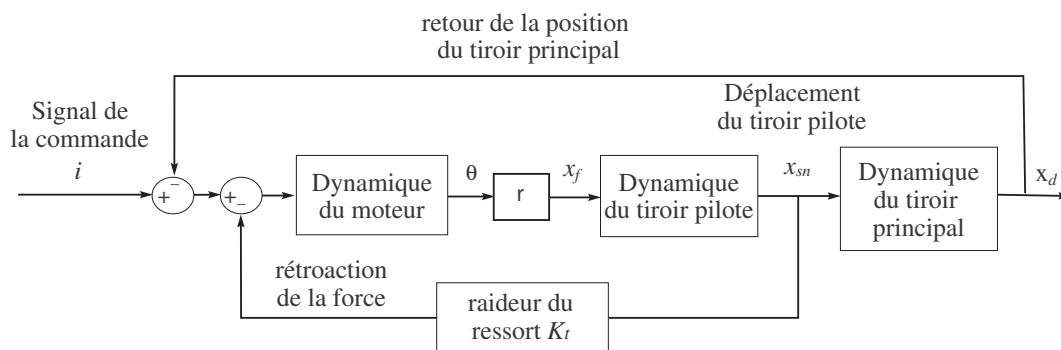 retour de la position
du tiroir principal
Signal de
la commande
i
Déplacement
du tiroir pilote
+
−
+
−
Dynamique
du moteur
θ
r
x_f
Dynamique
du tiroir pilote
x_sn
Dynamique
du tiroir
principal
x_d
rétroaction
de la force
raideur du
ressort K_t